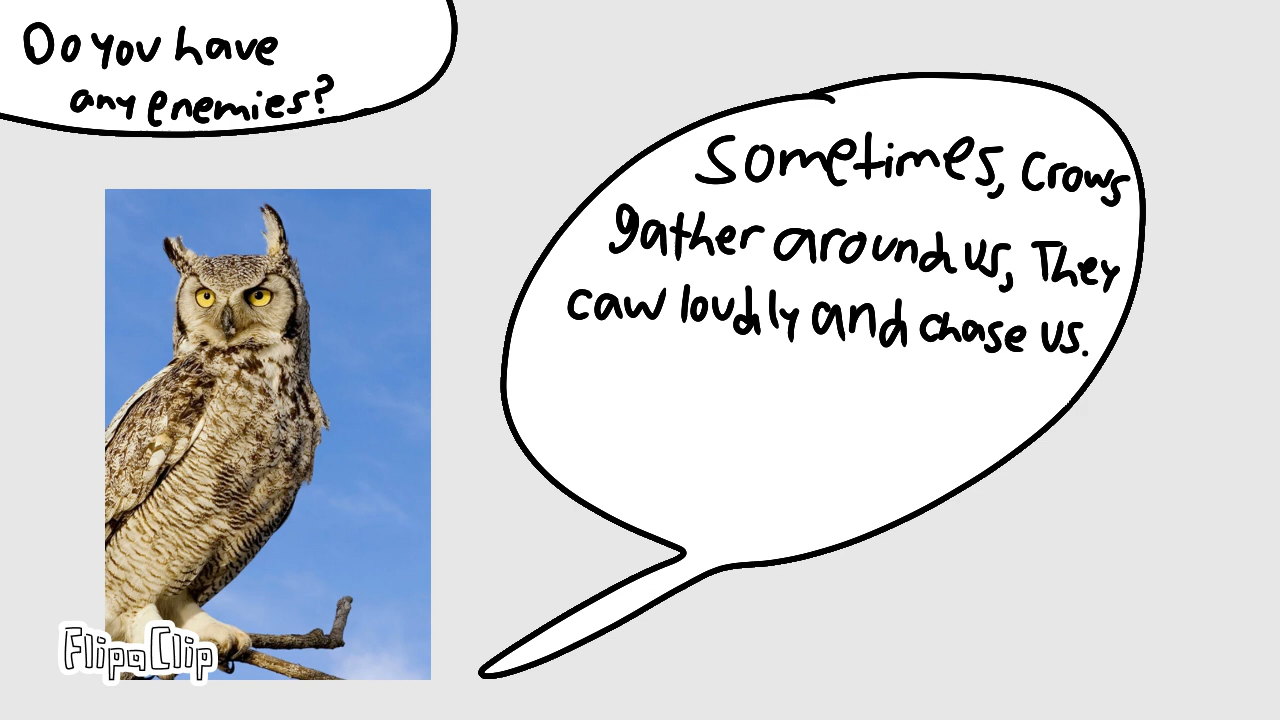 Do you have
any enemies?
Sometimes, Crows
gather around us, They
caw loudly and chase us.
FlipaClip